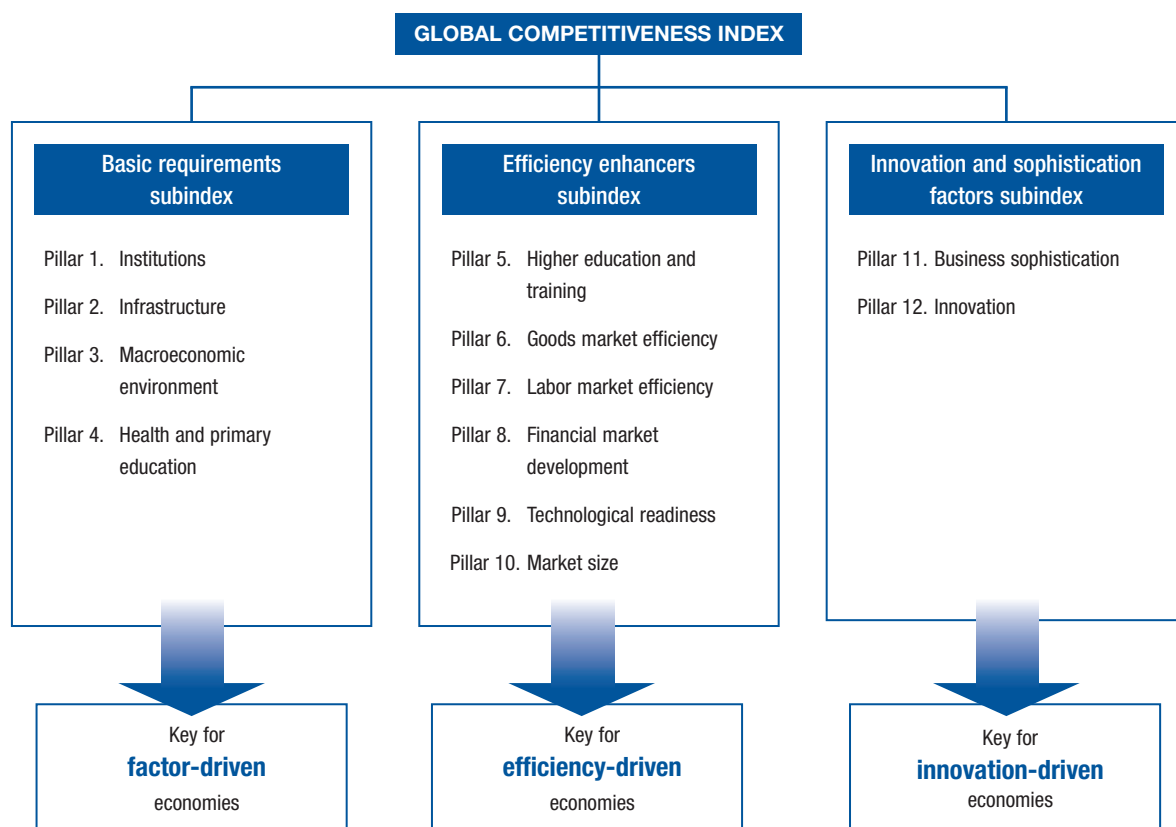 GLOBAL COMPETITIVENESS INDEX
Basic requirements
subindex
Pillar 1. Institutions
Pillar 2. Infrastructure
Pillar 3. Macroeconomic
environment
Pillar 4. Health and primary
education
Key for
factor-driven
economies
Efficiency enhancers
subindex
Pillar 5. Higher education and
training
Pillar 6. Goods market efficiency
Pillar 7. Labor market efficiency
Pillar 8. Financial market
development
Pillar 9. Technological readiness
Pillar 10. Market size
Key for
efficiency-driven
economies
Innovation and sophistication
factors subindex
Pillar 11. Business sophistication
Pillar 12. Innovation
Key for
innovation-driven
economies